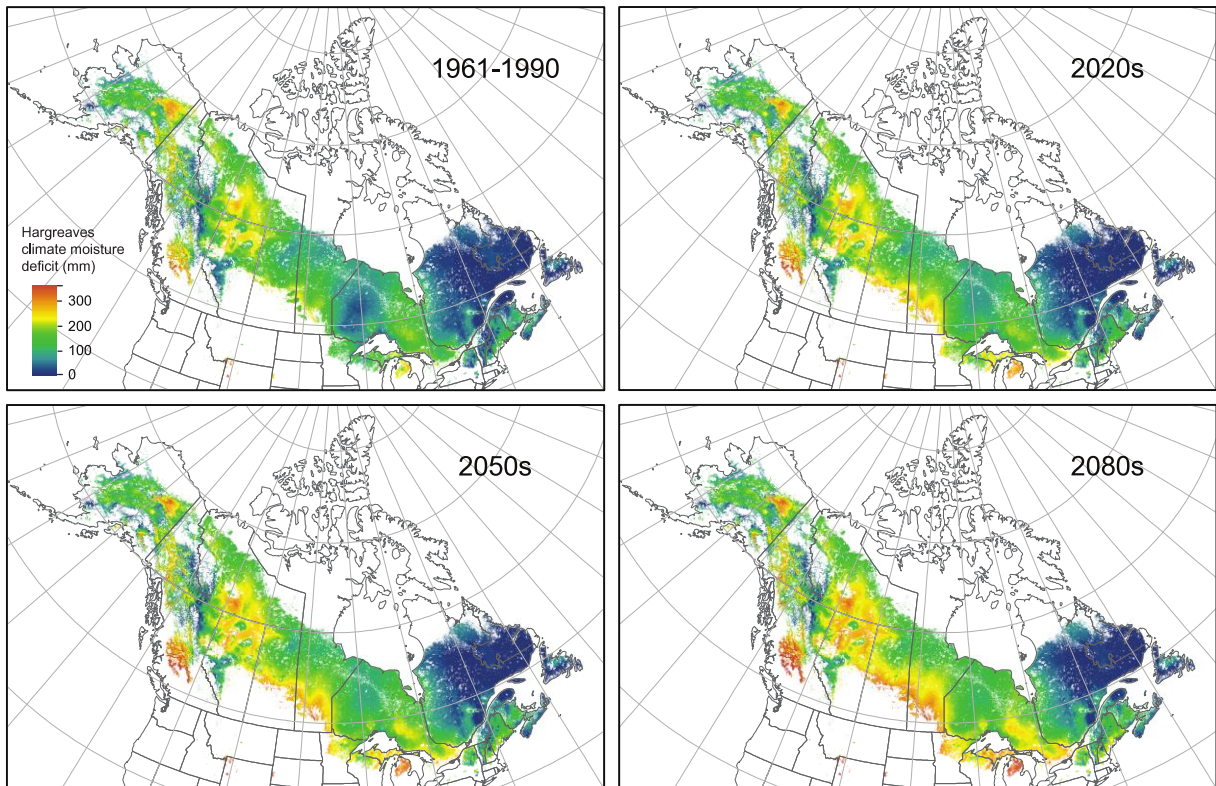 1961-1990
2020s
Hargreaves
climate moisture
deficit (mm)
300
200
100
0
2050s
2080s